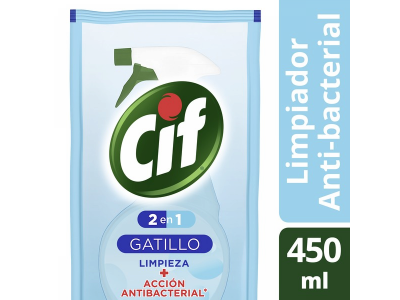 Cif
2 en 1
GATILLO
LIMPIEZA
+
ACCIÓN
ANTIBACTERIAL*
Limpiador
Anti-bacterial
450
ml